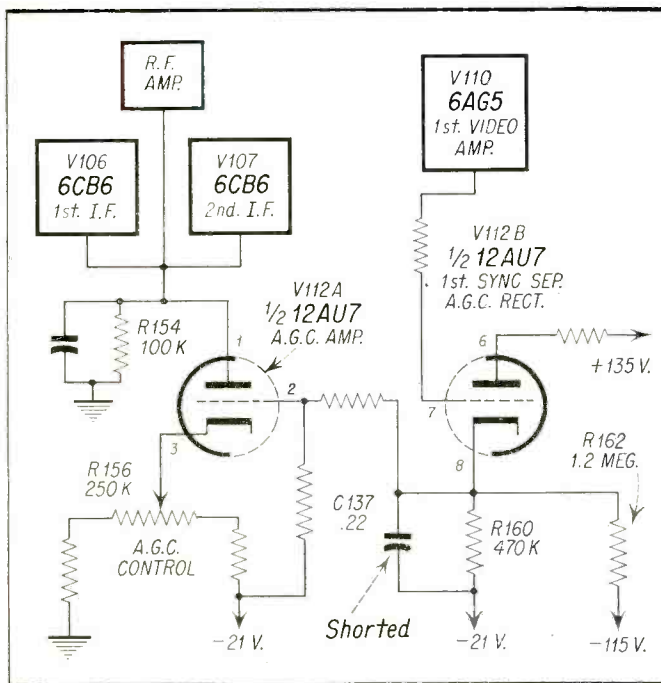 R.F.
AMP.
V106
6CB6
1st. I.F.
V107
6CB6
2nd. I.F.
V110
6AG5
1st. VIDEO
AMP.
V112B
½ 12AU7
1st. SYNC SEP.
A.G.C. RECT.
V112A
½ 12AU7
A.G.C. AMP.
R154
100 K
1
2
3
6
7
8
+135 V.
R156
250 K
A.G.C.
CONTROL
C137
.22
R160
470 K
R162
1.2 MEG.
Shorted
-21 V.
-21 V.
-115 V.